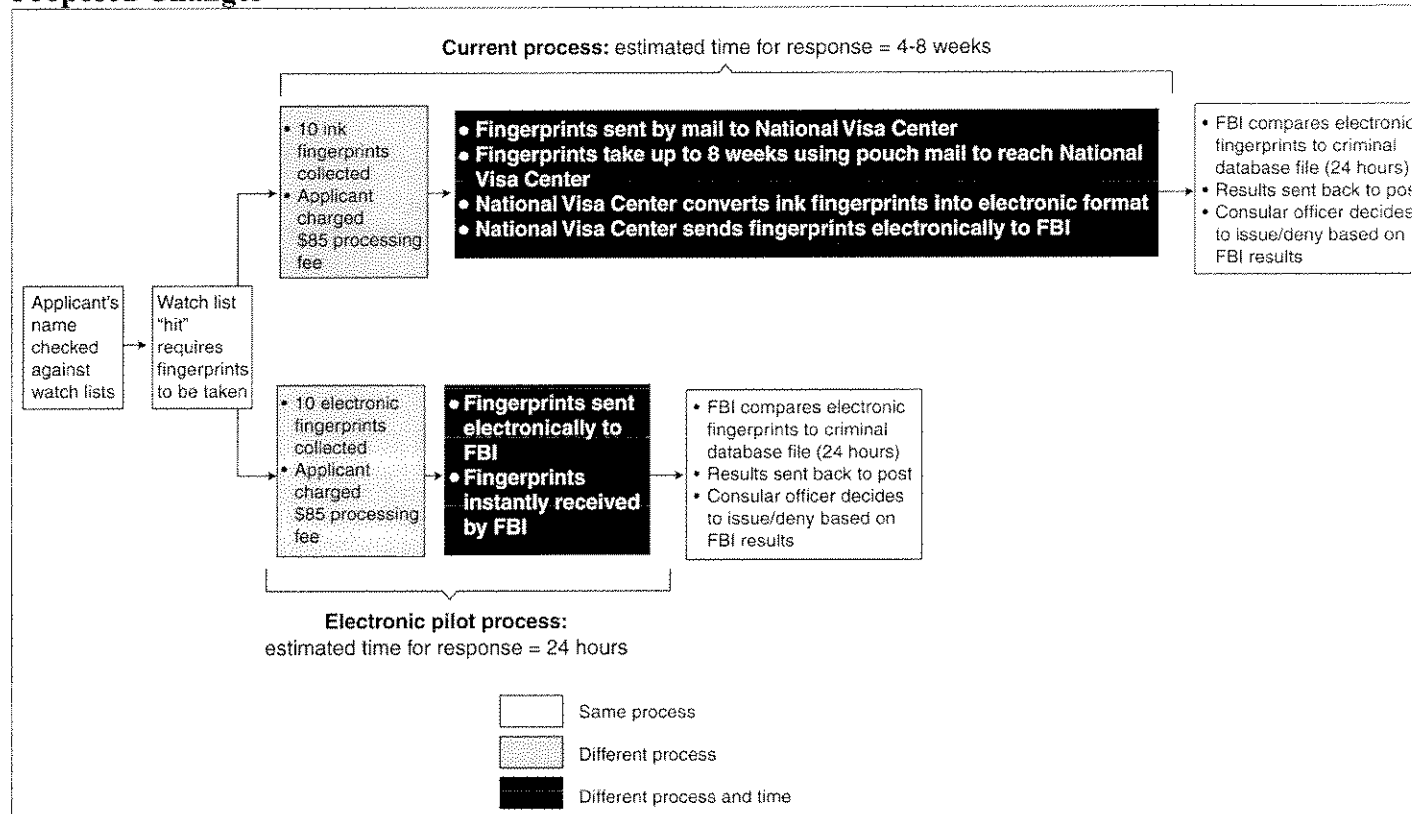 Current process: estimated time for response = 4-8 weeks
• 10 ink
fingerprints
collected
• Applicant
charged
$85 processing
fee
• Fingerprints sent by mail to National Visa Center
• Fingerprints take up to 8 weeks using pouch mail to reach National
Visa Center
• National Visa Center converts ink fingerprints into electronic format
• National Visa Center sends fingerprints electronically to FBI
• FBI compares electronic
fingerprints to criminal
database file (24 hours)
• Results sent back to pos
• Consular officer decides
to issue/deny based on
FBI results
Applicant's
name
checked
against
watch lists
Watch list
"hit"
requires
fingerprints
to be taken
• 10 electronic
fingerprints
collected
• Applicant
charged
$85 processing
fee
• Fingerprints sent
electronically to
FBI
• Fingerprints
instantly received
by FBI
• FBI compares electronic
fingerprints to criminal
database file (24 hours)
• Results sent back to post
• Consular officer decides
to issue/deny based on
FBI results
Electronic pilot process:
estimated time for response = 24 hours
Same process
Different process
Different process and time